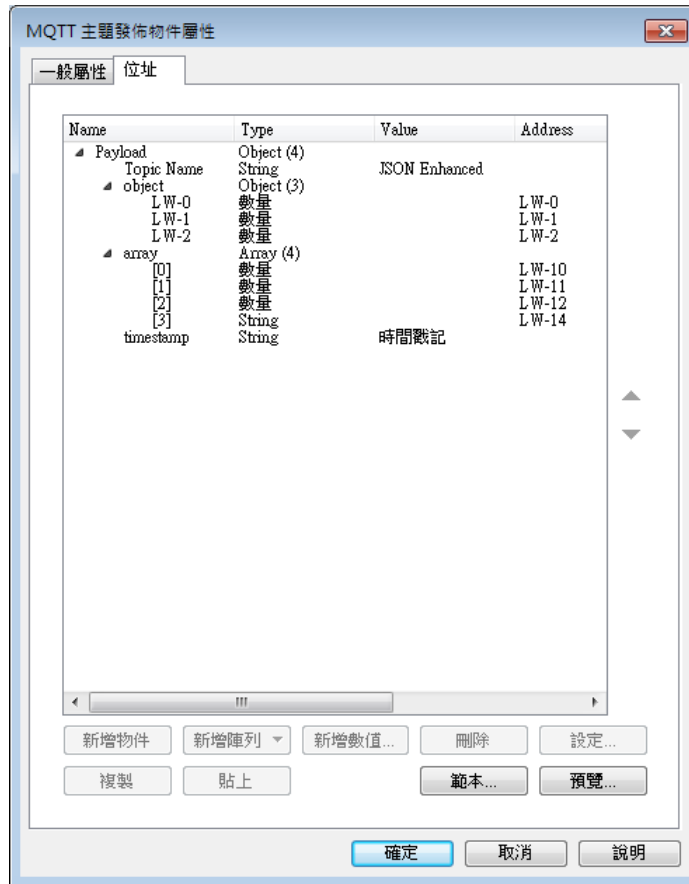 MQTT 主題發佈物件屬性
一般屬性 位址
Name Type Value Address
Payload Object (4)
Topic Name String JSON Enhanced
object Object (3)
LW-0 數量 LW-0
LW-1 數量 LW-1
LW-2 數量 LW-2
array Array (4)
[0] 數量 LW-10
[1] 數量 LW-11
[2] 數量 LW-12
[3] String LW-14
timestamp String 時間戳記
新增物件 新增陣列 新增數值... 刪除 設定...
複製 貼上 範本... 預覽...
確定 取消 說明